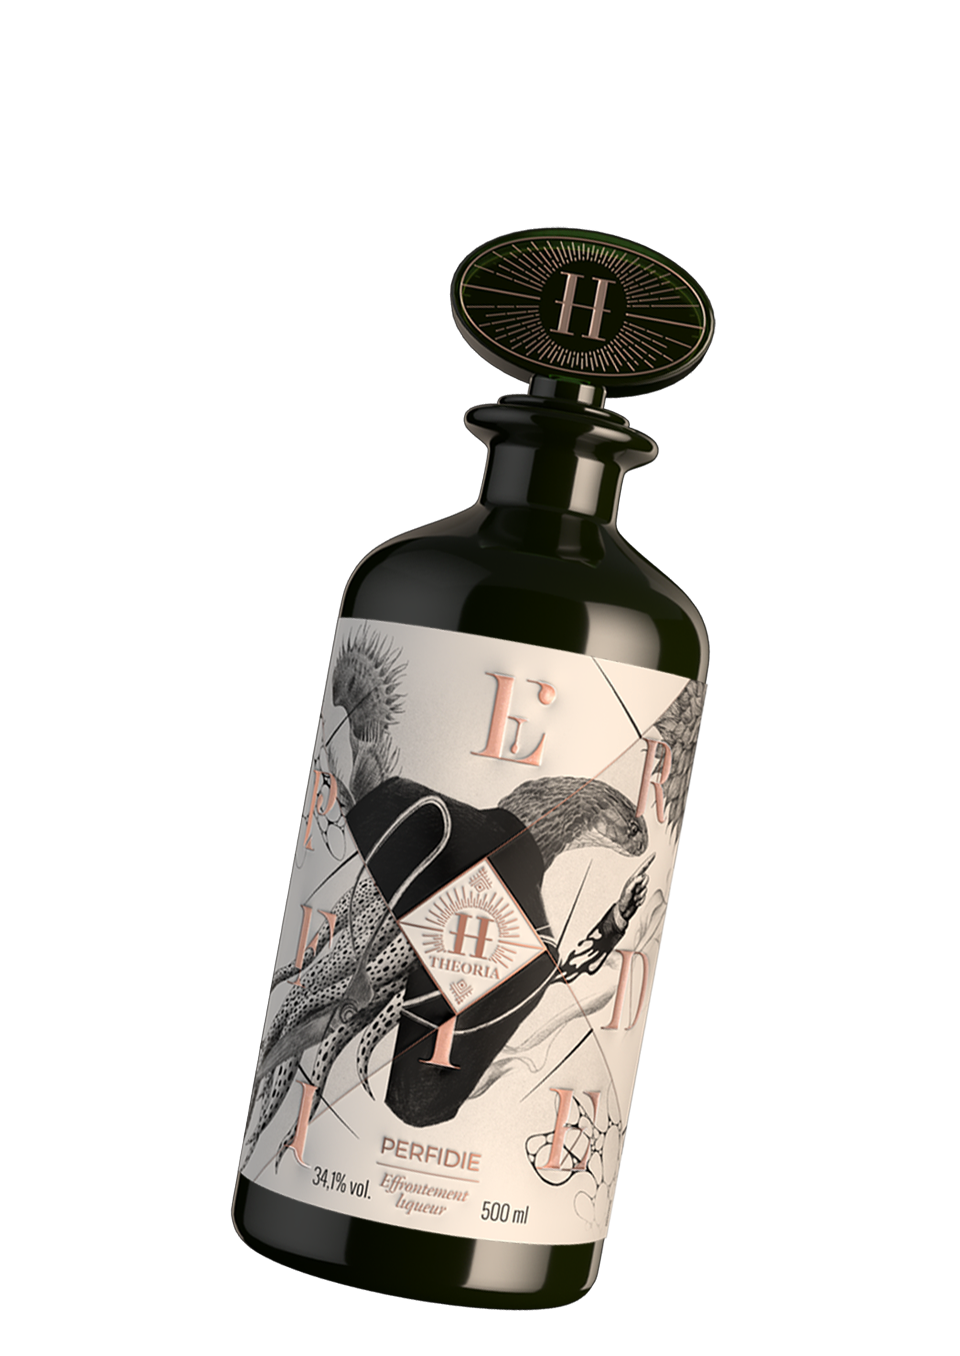 H
E
P
R
H
THEORIA
F
D
I
I
E
PERFIDIE
34,1% vol.
Effrontement
liqueur
500 ml